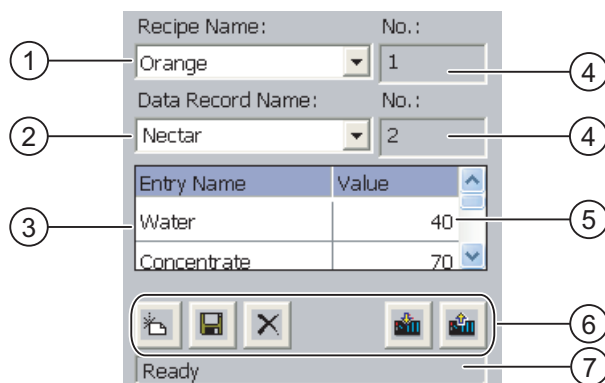 Recipe Name: No.:
1 Orange 1 4
Data Record Name: No.:
2 Nectar 2 4
Entry Name Value
3 Water 40 5
Concentrate 70
6
Ready 7